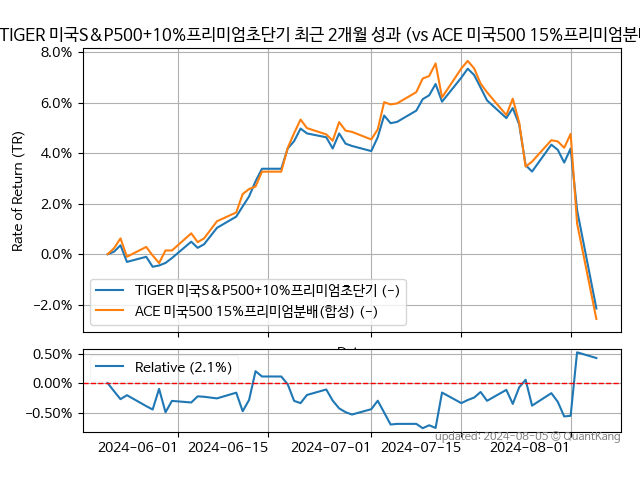 TIGER 미국S&P500+10%프리미엄초단기 최근 2개월 성과 (vs ACE 미국500 15%프리미엄분배
8.0%
6.0%
4.0%
2.0%
0.0%
−2.0%
Rate of Return (TR)
TIGER 미국S&P500+10%프리미엄초단기 (-)
ACE 미국500 15%프리미엄분배(합성) (-)
0.50%
0.00%
−0.50%
Relative (2.1%)
updated: 2024-08-05 © QuantKang
2024-06-01 2024-06-15 2024-07-01 2024-07-15 2024-08-01